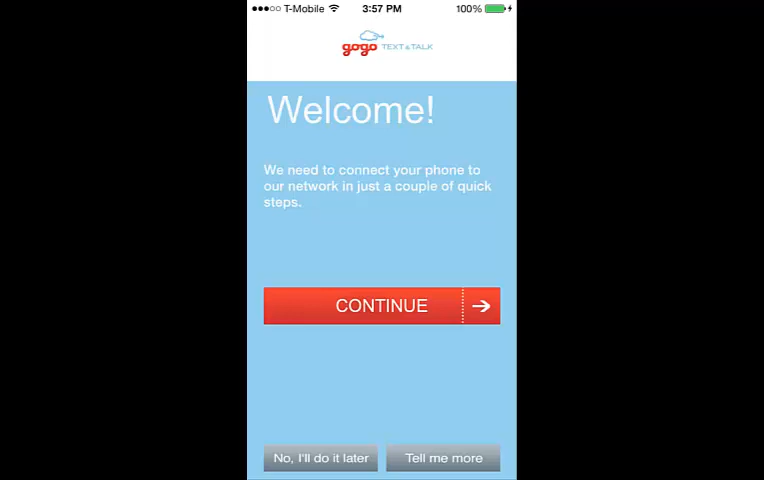 T-Mobile 3:57 PM 100%
gogo TEXT & TALK
Welcome!
We need to connect your phone to
our network in just a couple of quick
steps.
CONTINUE
No, I'll do it later Tell me more